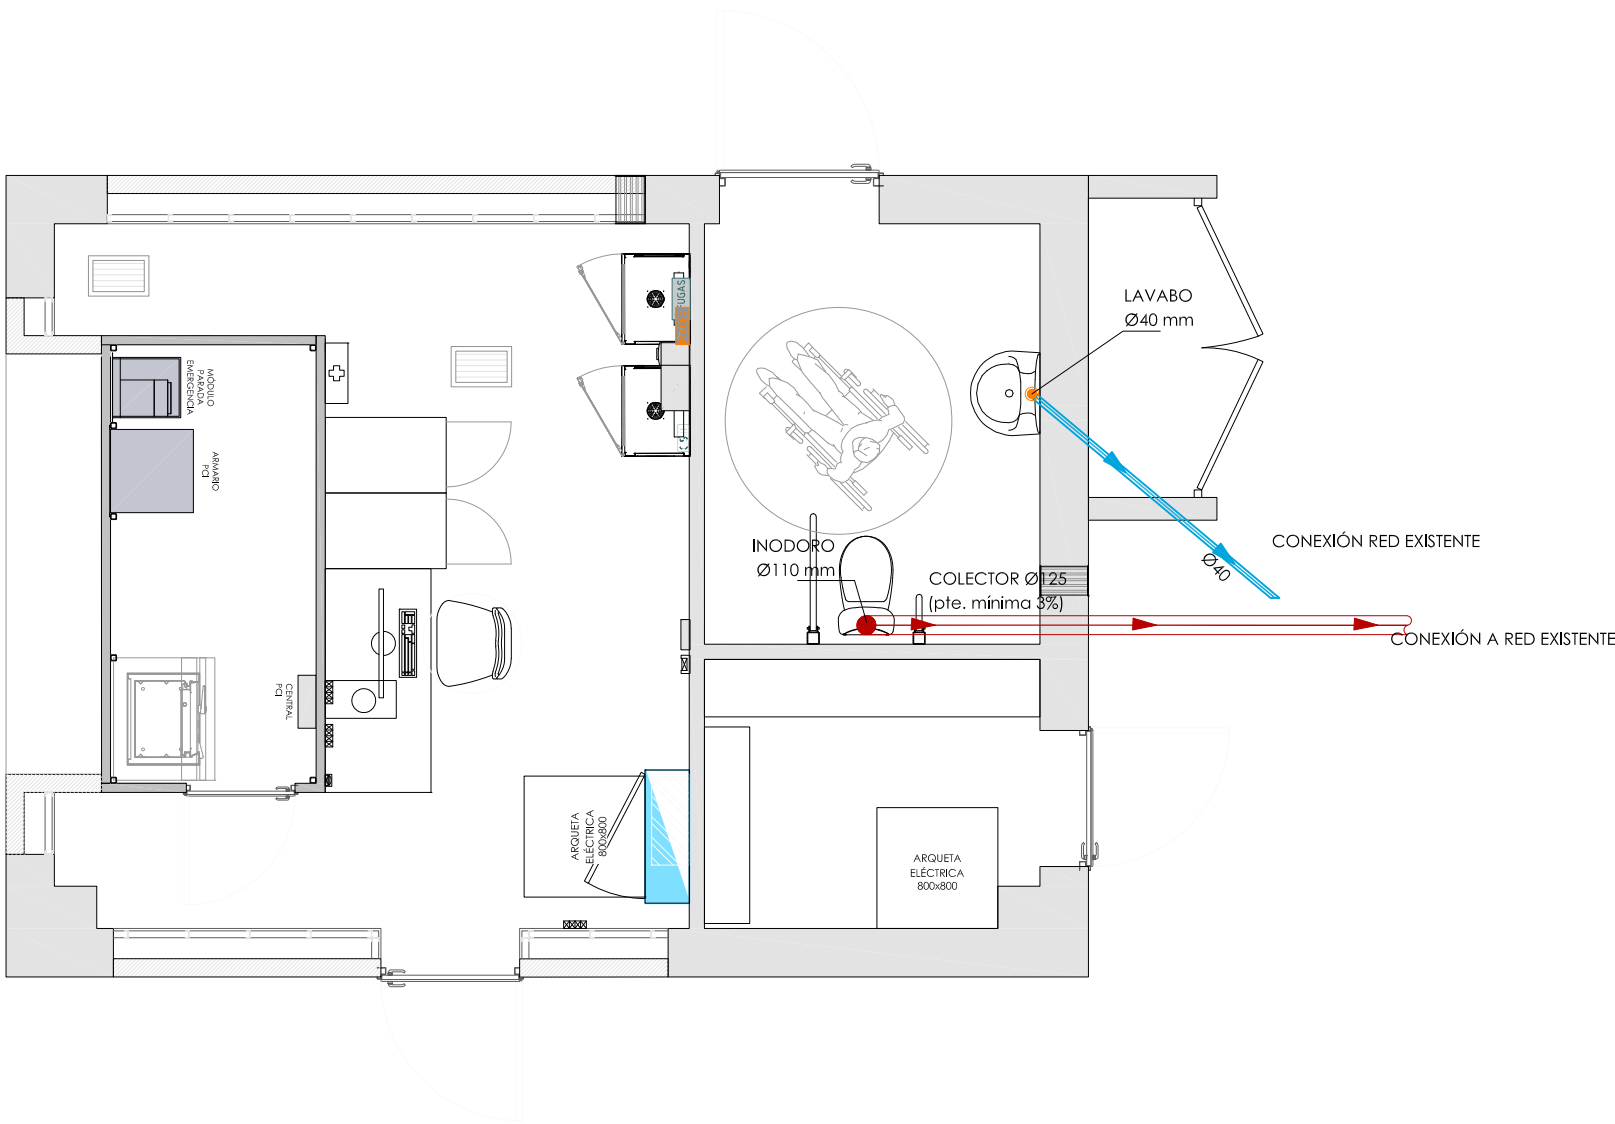 FUGAS
LAVABO
Ø40 mm
MÓDULO
PARADA
EMERGENCIA
ARMARIO
PCI
INODORO
Ø110 mm
COLECTOR Ø125
(pte. mínima 3%)
CONEXIÓN RED EXISTENTE
Ø40
CONEXIÓN A RED EXISTENTE
CENTRAL
PCI
ARQUETA
ELÉCTRICA
800x800
ARQUETA
ELÉCTRICA
800x800